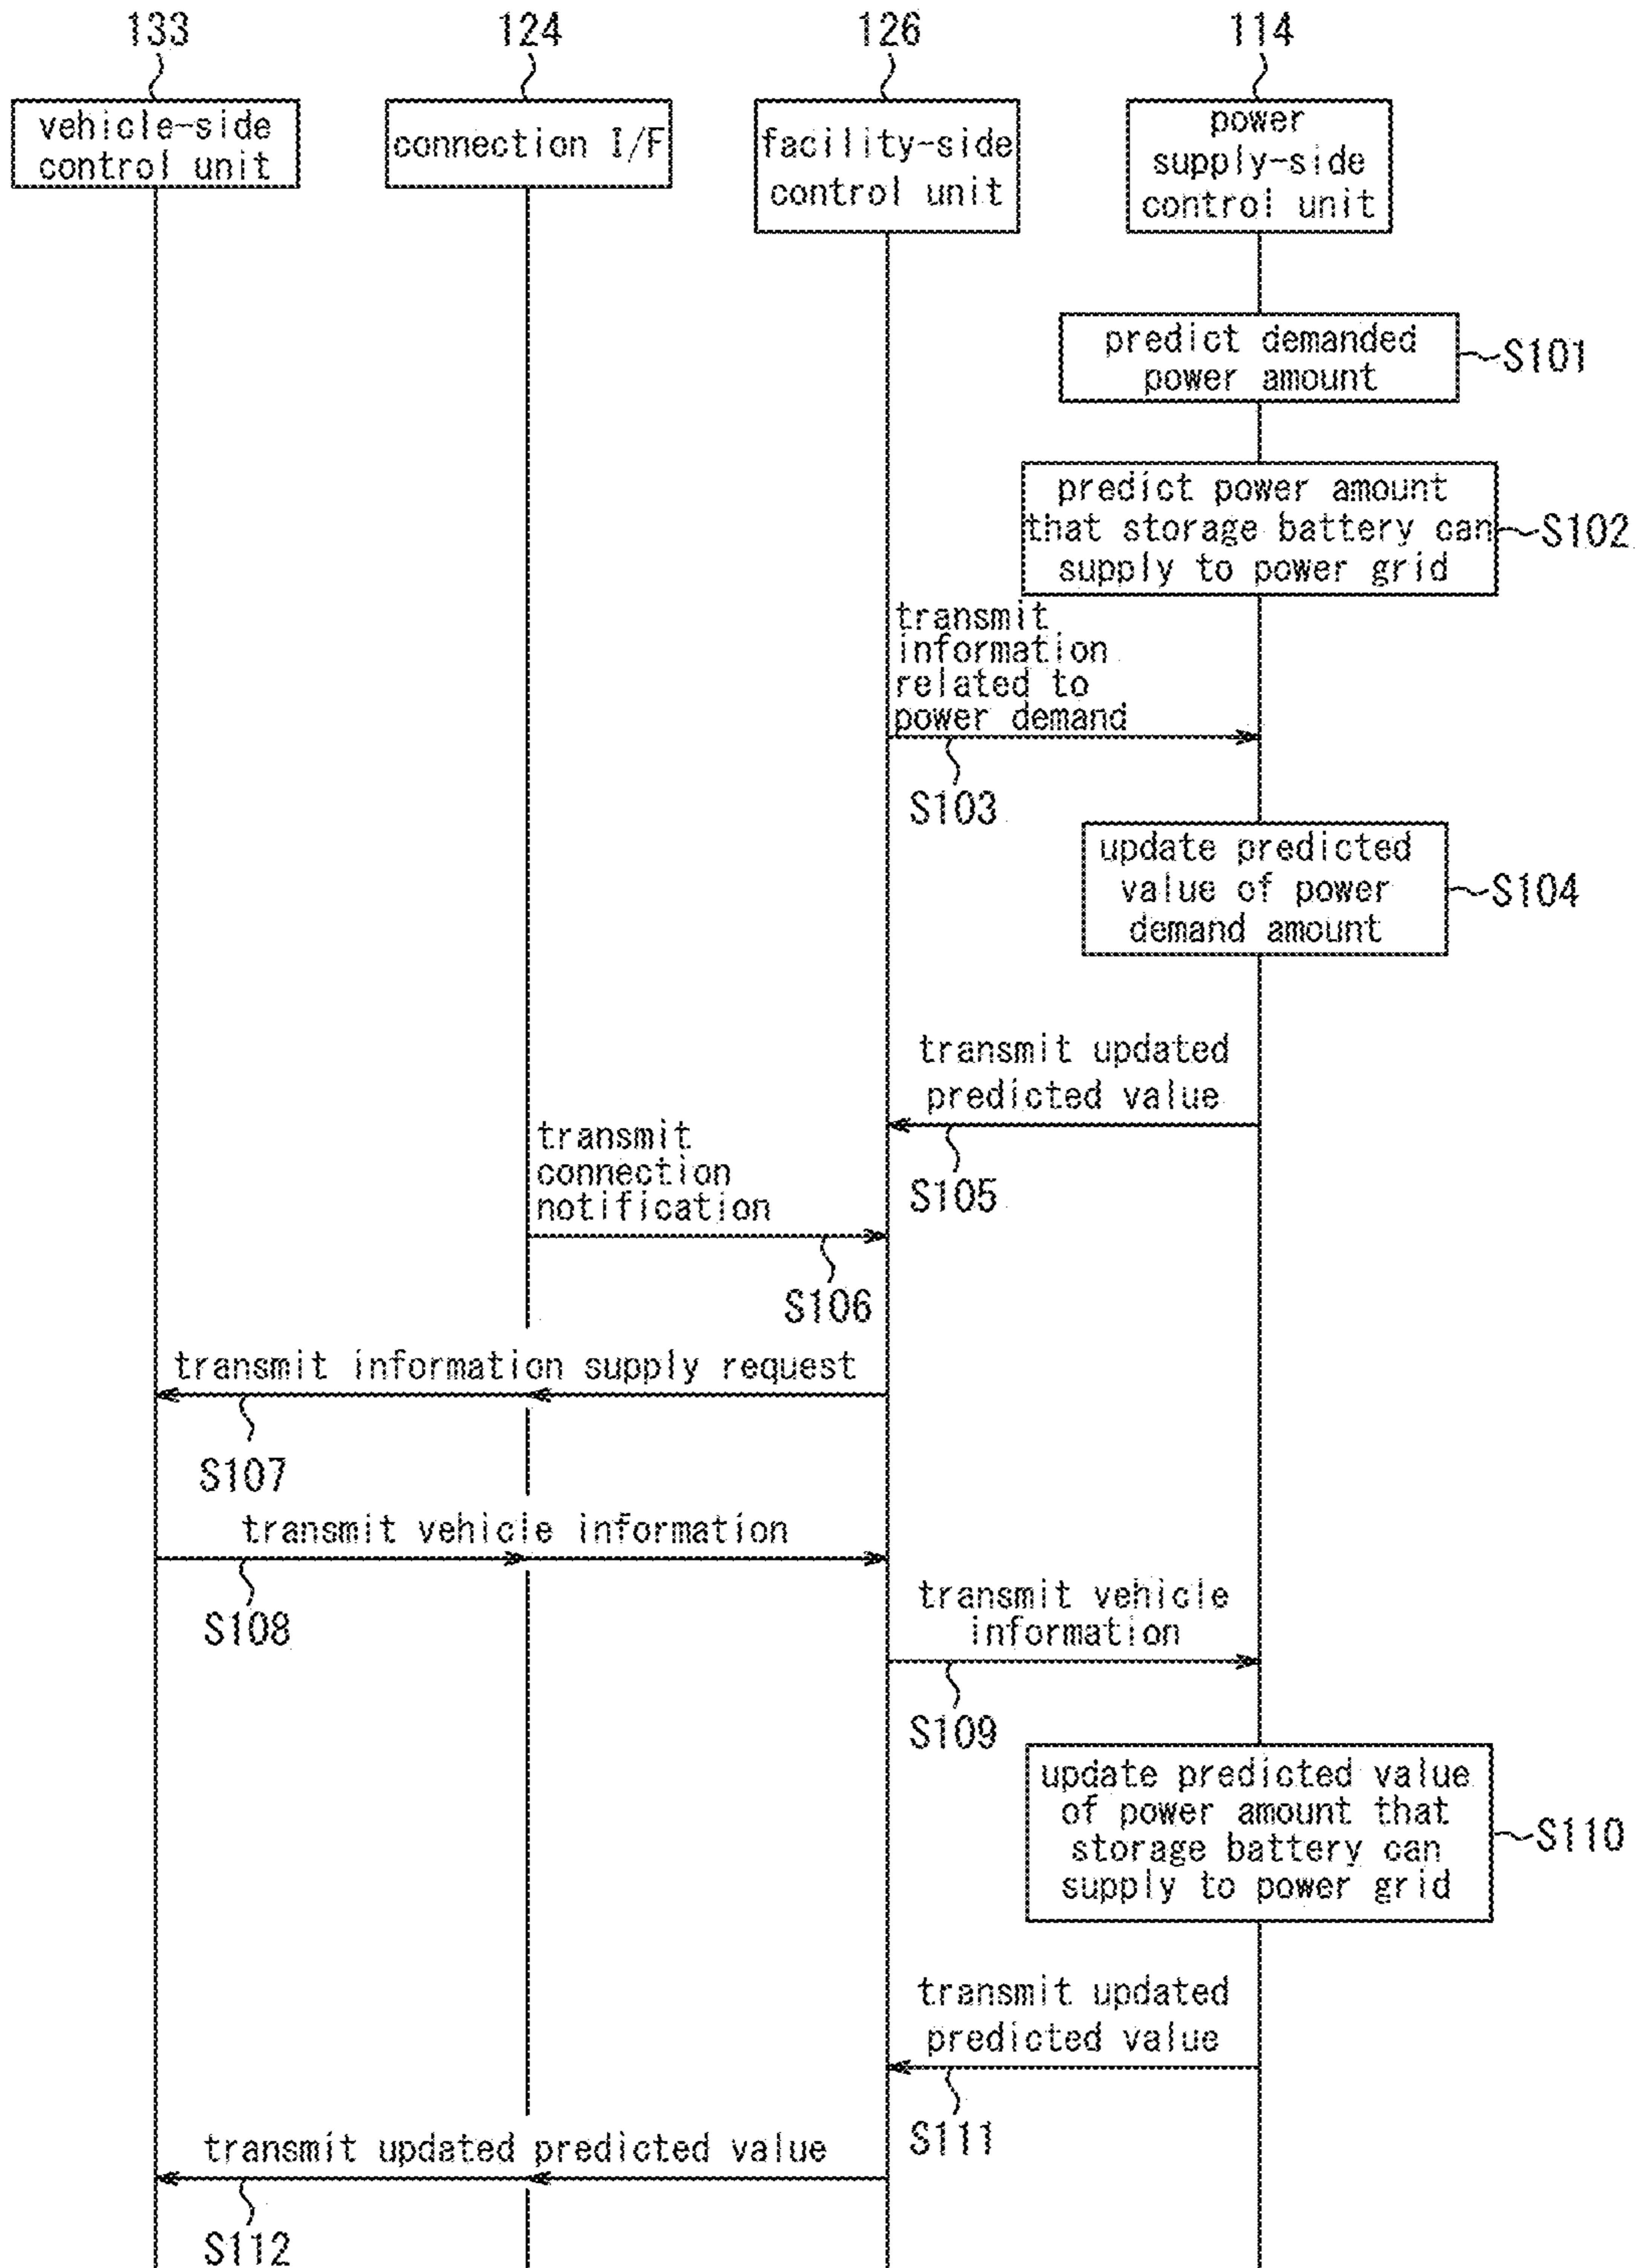 133
124
126
114
vehicle-side
control unit
connection I/F
facility-side
control unit
power
supply-side
control unit
predict demanded
power amount
S101
predict power amount
that storage battery can
supply to power grid
S102
transmit
information
related to
power demand
S103
update predicted
value of power
demand amount
S104
transmit updated
predicted value
S105
transmit
connection
notification
S106
transmit information supply request
S107
transmit vehicle information
S108
transmit vehicle
information
S109
update predicted value
of power amount that
storage battery can
supply to power grid
S110
transmit updated
predicted value
S111
transmit updated predicted value
S112